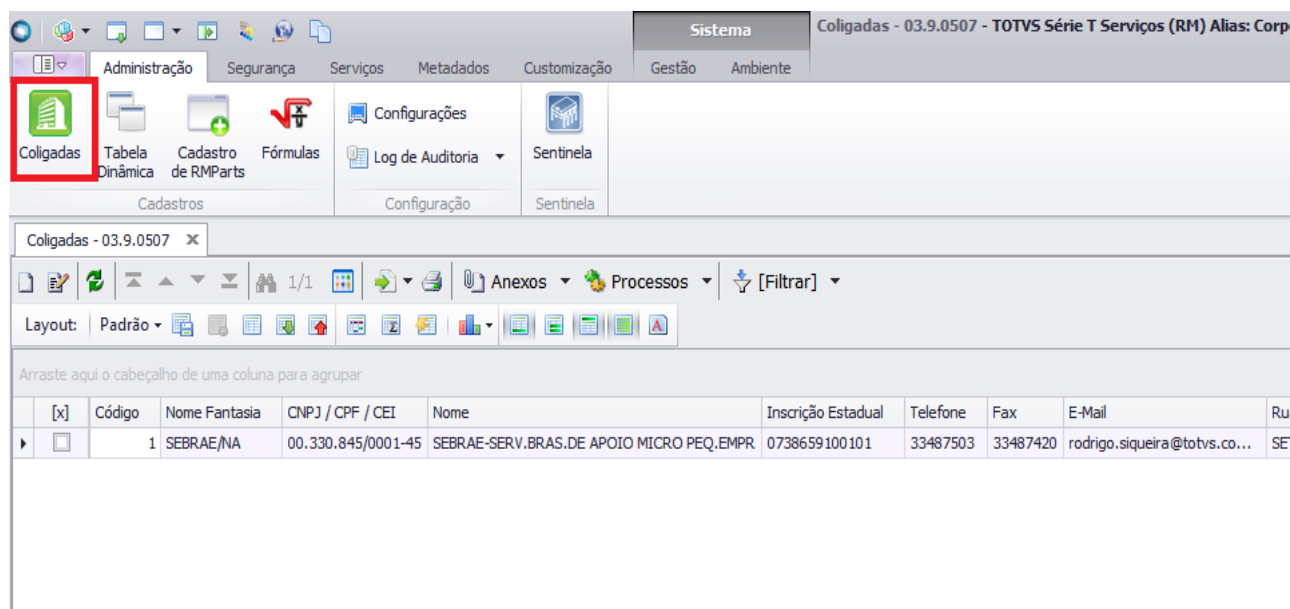 Sistema Coligadas - 03.9.0507 - TOTVS Série T Serviços (RM) Alias: Corp
Administração Segurança Serviços Metadados Customização Gestão Ambiente
Configurações
Coligadas Tabela Dinâmica Cadastro de RMParts Fórmulas Log de Auditoria Sentinela
Cadastros Configuração Sentinela
Coligadas - 03.9.0507 x
1/1 Anexos Processos [Filtrar]
Layout: Padrão Σ A
Arraste aqui o cabeçalho de uma coluna para agrupar
[x] Código Nome Fantasia CNPJ / CPF / CEI Nome Inscrição Estadual Telefone Fax E-Mail Ru
1 SEBRAE/NA 00.330.845/0001-45 SEBRAE-SERV.BRAS.DE APOIO MICRO PEQ.EMPR 0738659100101 33487503 33487420 rodrigo.siqueira@totvs.co... SE